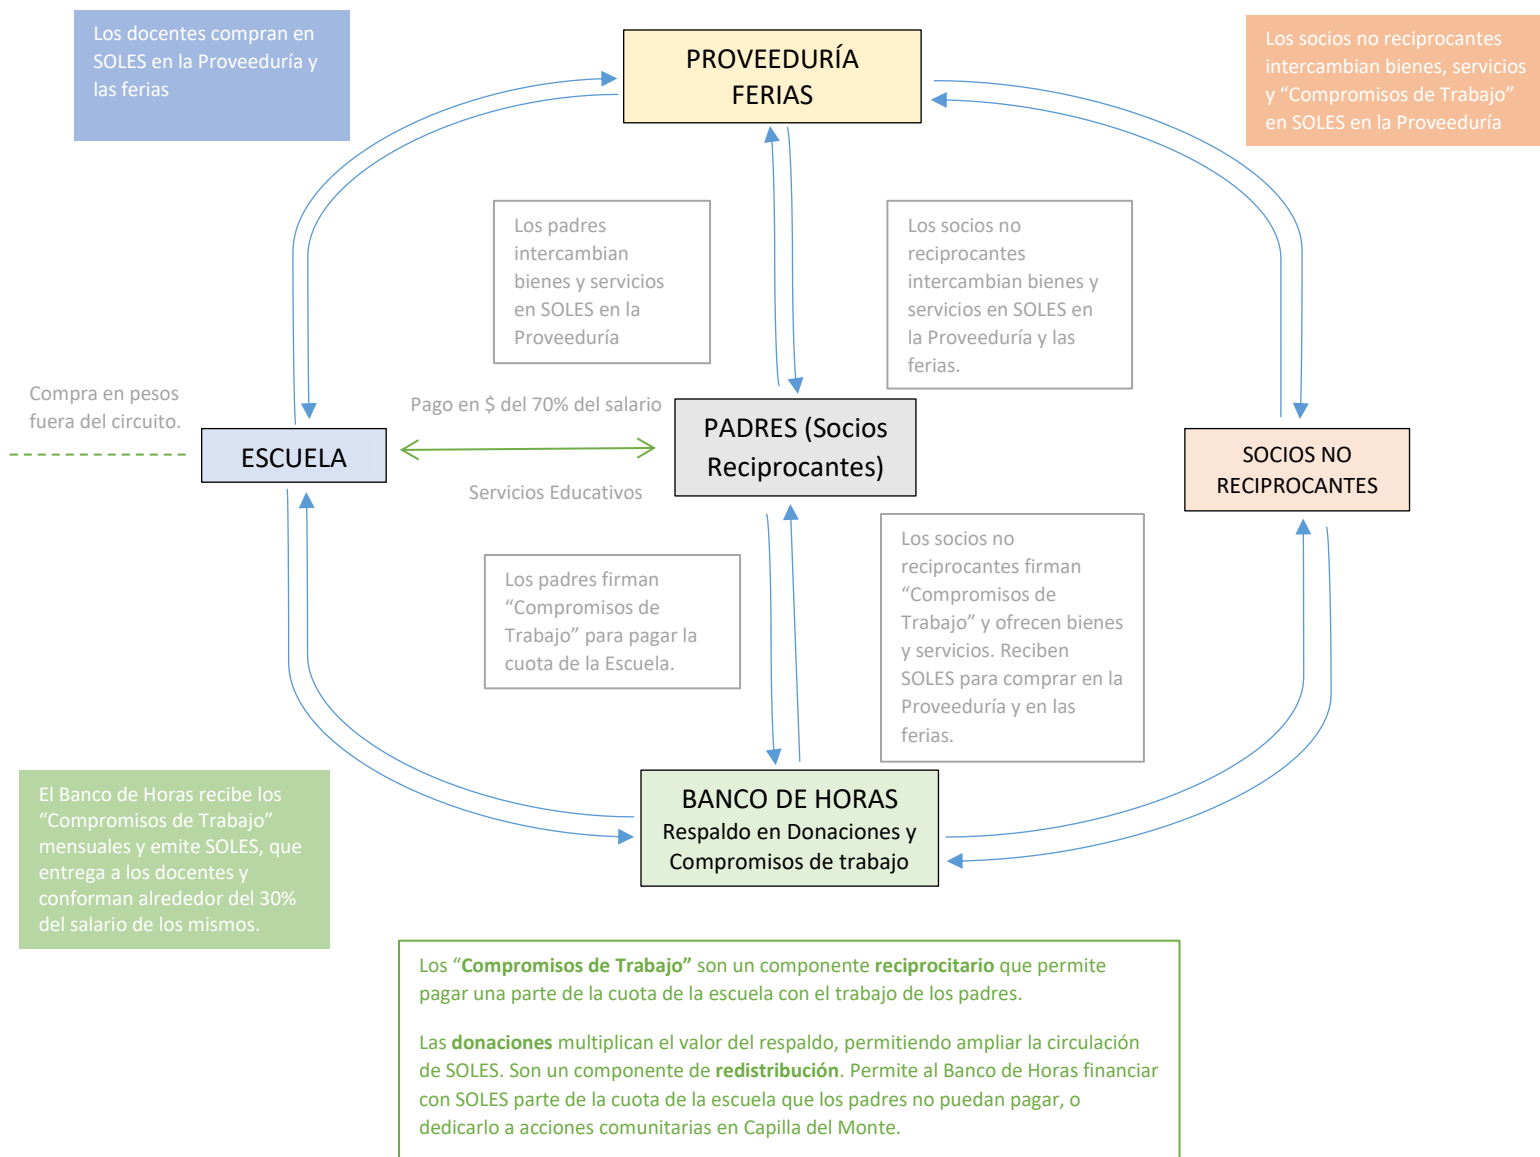 Los docentes compran en
SOLES en la Proveeduría y
las ferias
PROVEEDURÍA
FERIAS
Los socios no reciprocantes
intercambian bienes, servicios
y “Compromisos de Trabajo”
en SOLES en la Proveeduría
Los padres
intercambian
bienes y servicios
en SOLES en la
Proveeduría
Los socios no
reciprocantes
intercambian bienes y
servicios en SOLES en
la Proveeduría y las
ferias.
Compra en pesos
fuera del circuito.
Pago en $ del 70% del salario
ESCUELA
PADRES (Socios
Reciprocantes)
SOCIOS NO
RECIPROCANTES
Servicios Educativos
Los padres firman
“Compromisos de
Trabajo” para pagar la
cuota de la Escuela.
Los socios no
reciprocantes firman
“Compromisos de
Trabajo” y ofrecen bienes
y servicios. Reciben
SOLES para comprar en la
Proveeduría y en las
ferias.
El Banco de Horas recibe los
“Compromisos de Trabajo”
mensuales y emite SOLES, que
entrega a los docentes y
conforman alrededor del 30%
del salario de los mismos.
BANCO DE HORAS
Respaldo en Donaciones y
Compromisos de trabajo
Los “Compromisos de Trabajo” son un componente reciprocitario que permite
pagar una parte de la cuota de la escuela con el trabajo de los padres.
Las donaciones multiplican el valor del respaldo, permitiendo ampliar la circulación
de SOLES. Son un componente de redistribución. Permite al Banco de Horas financiar
con SOLES parte de la cuota de la escuela que los padres no puedan pagar, o
dedicarlo a acciones comunitarias en Capilla del Monte.